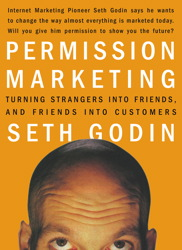 Internet Marketing Pioneer Seth Godin says he wants
to change the way almost everything is marketed today.
Will you give him permission to show you the future?
PERMISSION
MARKETING
TURNING STRANGERS INTO FRIENDS,
AND FRIENDS INTO CUSTOMERS
SETH GODIN